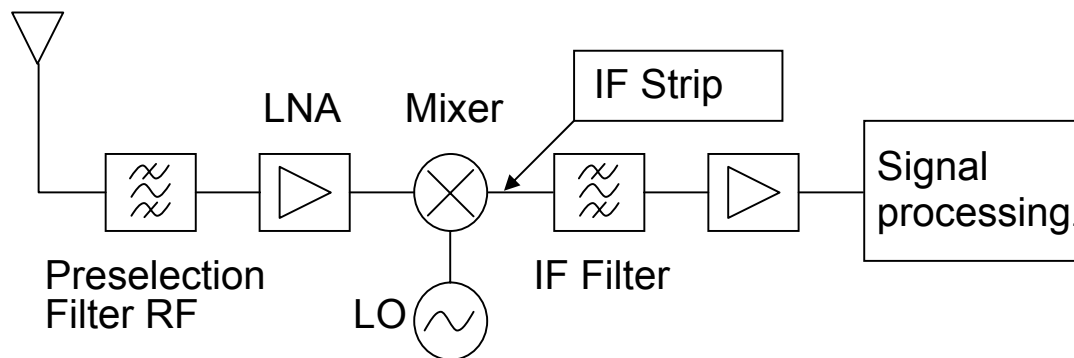 IF Strip
LNA
Mixer
Signal
processing.
Preselection
Filter RF
LO
IF Filter